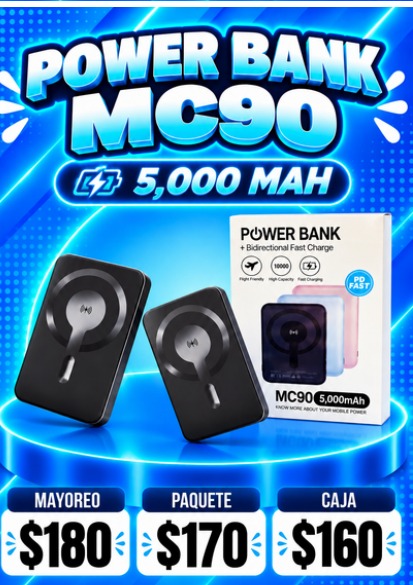 POWER BANK
MC90
5,000 MAH
POWER BANK
+ Bidirectional Fast Charge
10000
Flight Friendly
High Capacity
Fast Charging
PD
FAST
MC90 5,000mAh
KNOW MORE ABOUT YOUR MOBILE POWER
MAYOREO
$180
PAQUETE
$170
CAJA
$160